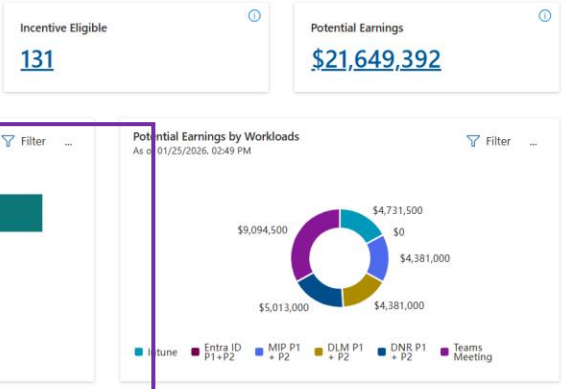 Incentive Eligible
131
Potential Earnings
$21,649,392
Filter ...
Potential Earnings by Workloads
As of 01/25/2026, 02:49 PM
Filter ...
$4,731,500
$0
$9,094,500
$4,381,000
$5,013,000
$4,381,000
Intune
Entra ID
P1+P2
MIP P1
+ P2
DLM P1
+ P2
DNR P1
+ P2
Teams
Meeting